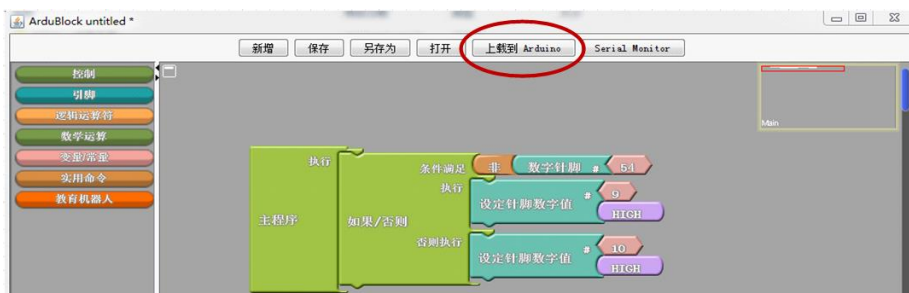 ArduBlock untitled *
新增 保存 另存为 打开 上载到 Arduino Serial Monitor
控制
引脚
逻辑运算符
数学运算
变量/常量
实用命令
教育机器人
Main
主程序
执行
如果/否则
条件满足 非 数字针脚 # 51
执行
设定针脚数字值 # 9
HIGH
否则执行
设定针脚数字值 # 10
HIGH